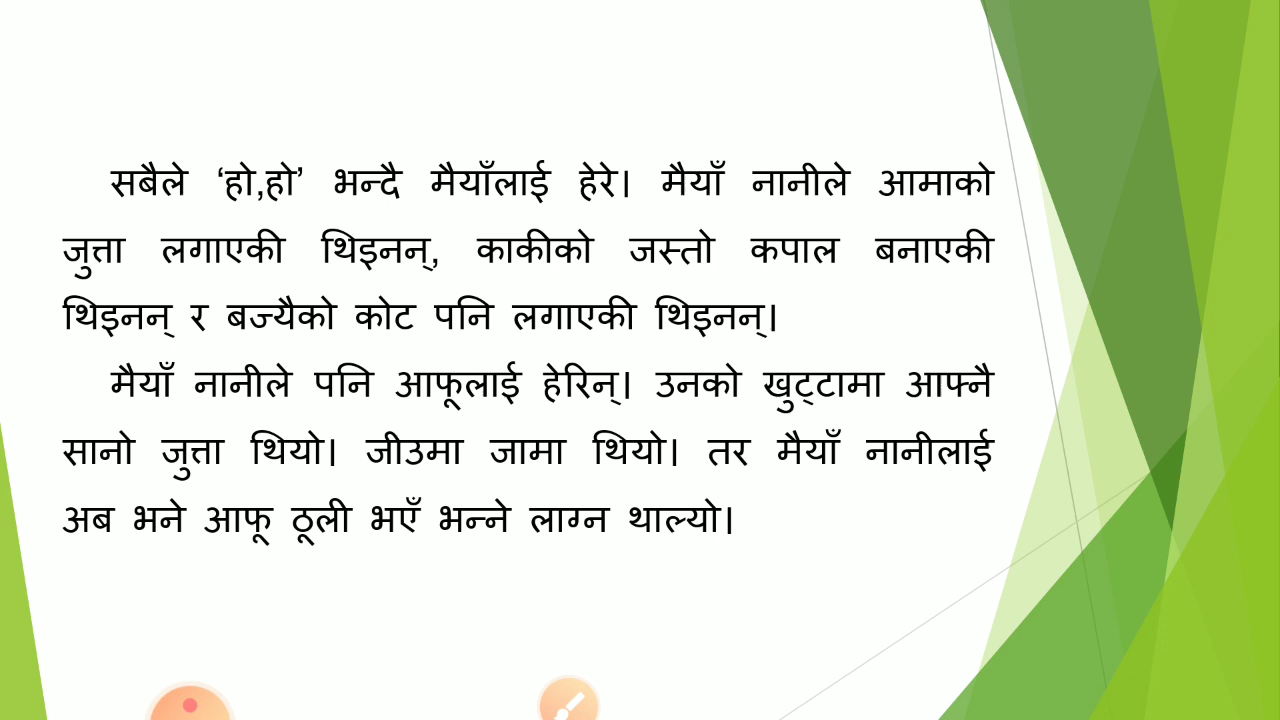 सबैले ‘हो,हो’ भन्दै मैयाँलाई हेरे। मैयाँ नानीले आमाको
जुत्ता लगाएकी थिइनन्, काकीको जस्तो कपाल बनाएकी
थिइनन् र बज्यैको कोट पनि लगाएकी थिइनन्।
मैयाँ नानीले पनि आफूलाई हेरिन्। उनको खुट्‌टामा आफ्नै
सानो जुत्ता थियो। जीउमा जामा थियो। तर मैयाँ नानीलाई
अब भने आफू ठूली भएँ भन्ने लाग्न थाल्यो।